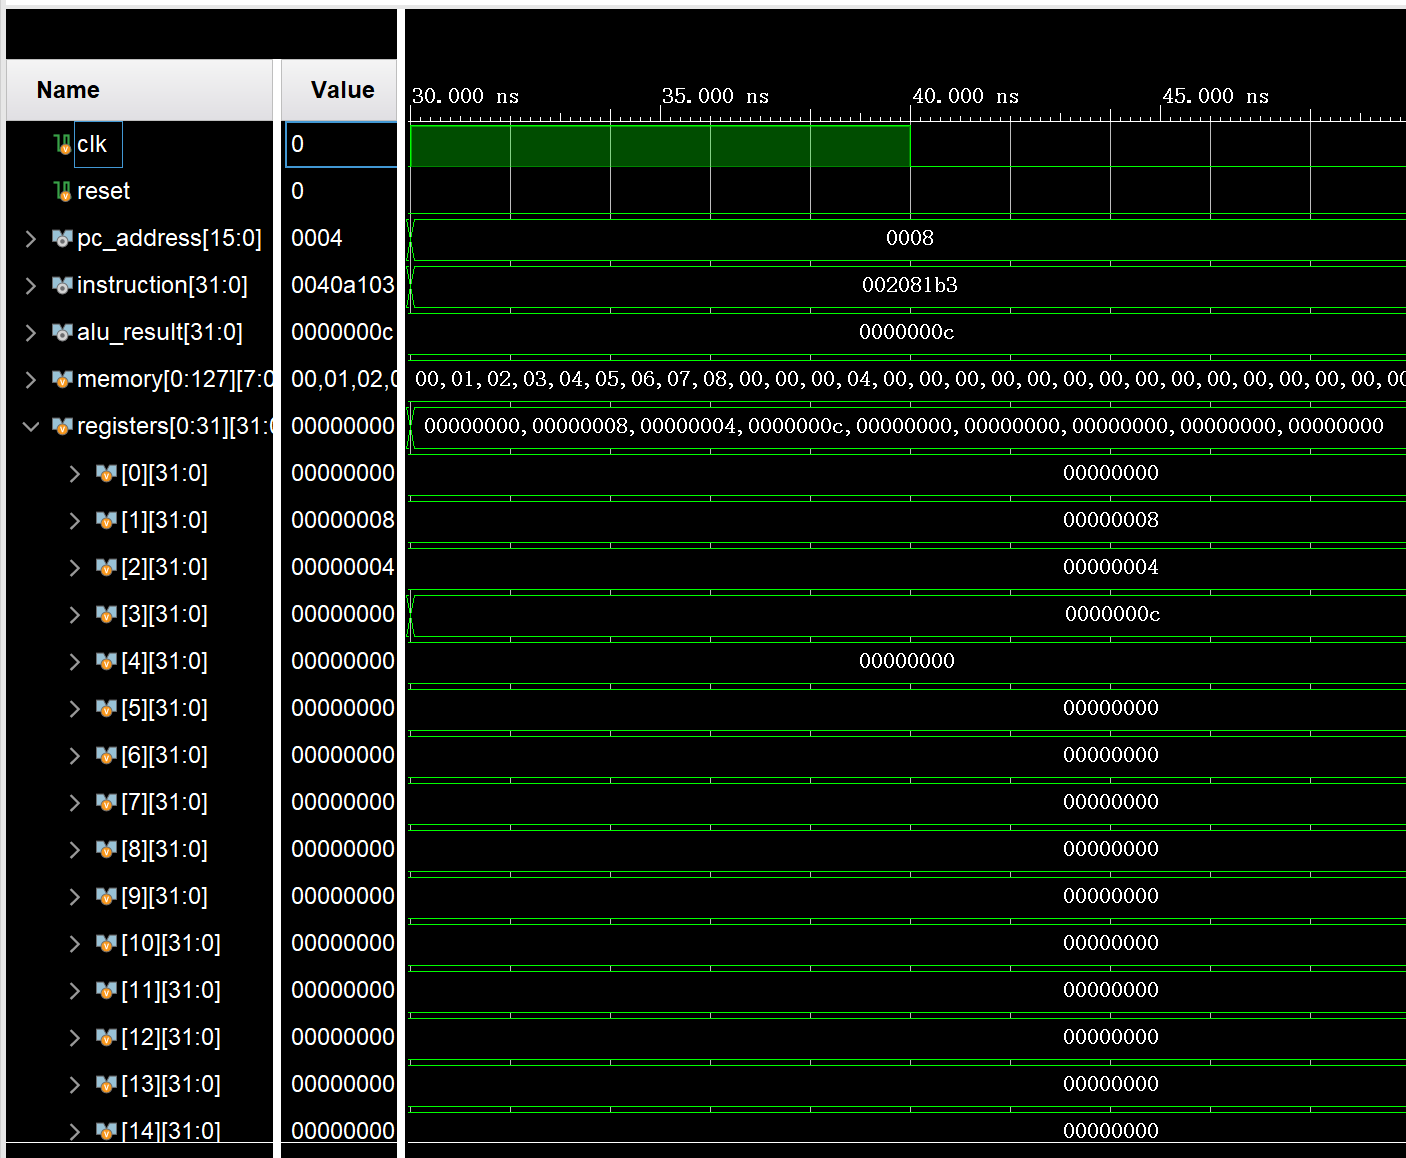 Name Value 30.000 ns 35.000 ns 40.000 ns 45.000 ns
clk 0
reset 0
pc_address[15:0] 0004 0008
instruction[31:0] 0040a103 002081b3
alu_result[31:0] 0000000c 0000000c
memory[0:127][7:0 00,01,02,0 00,01,02,03,04,05,06,07,08,00,00,00,04,00,00,00,00,00,00,00,00,00,00,00,00,00,00,00,00,00,00
registers[0:31][31:0 00000000 00000000,00000008,00000004,0000000c,00000000,00000000,00000000,00000000,00000000
[0][31:0] 00000000 00000000
[1][31:0] 00000008 00000008
[2][31:0] 00000004 00000004
[3][31:0] 00000000 0000000c
[4][31:0] 00000000 00000000
[5][31:0] 00000000 00000000
[6][31:0] 00000000 00000000
[7][31:0] 00000000 00000000
[8][31:0] 00000000 00000000
[9][31:0] 00000000 00000000
[10][31:0] 00000000 00000000
[11][31:0] 00000000 00000000
[12][31:0] 00000000 00000000
[13][31:0] 00000000 00000000
[14][31:0] 00000000 00000000